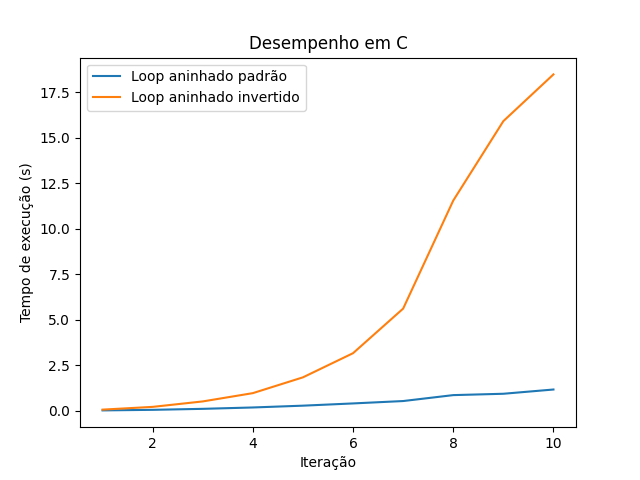 Desempenho em C
Loop aninhado padrão
Loop aninhado invertido
Tempo de execução (s)
17.5
15.0
12.5
10.0
7.5
5.0
2.5
0.0
2 4 6 8 10
Iteração